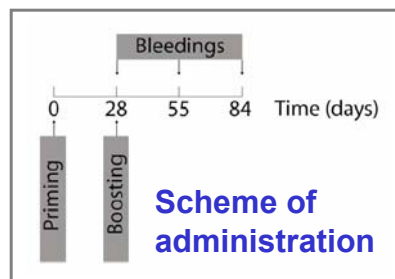 Bleedings
0 28 55 84 Time (days)
Priming
Boosting
Scheme of
administration